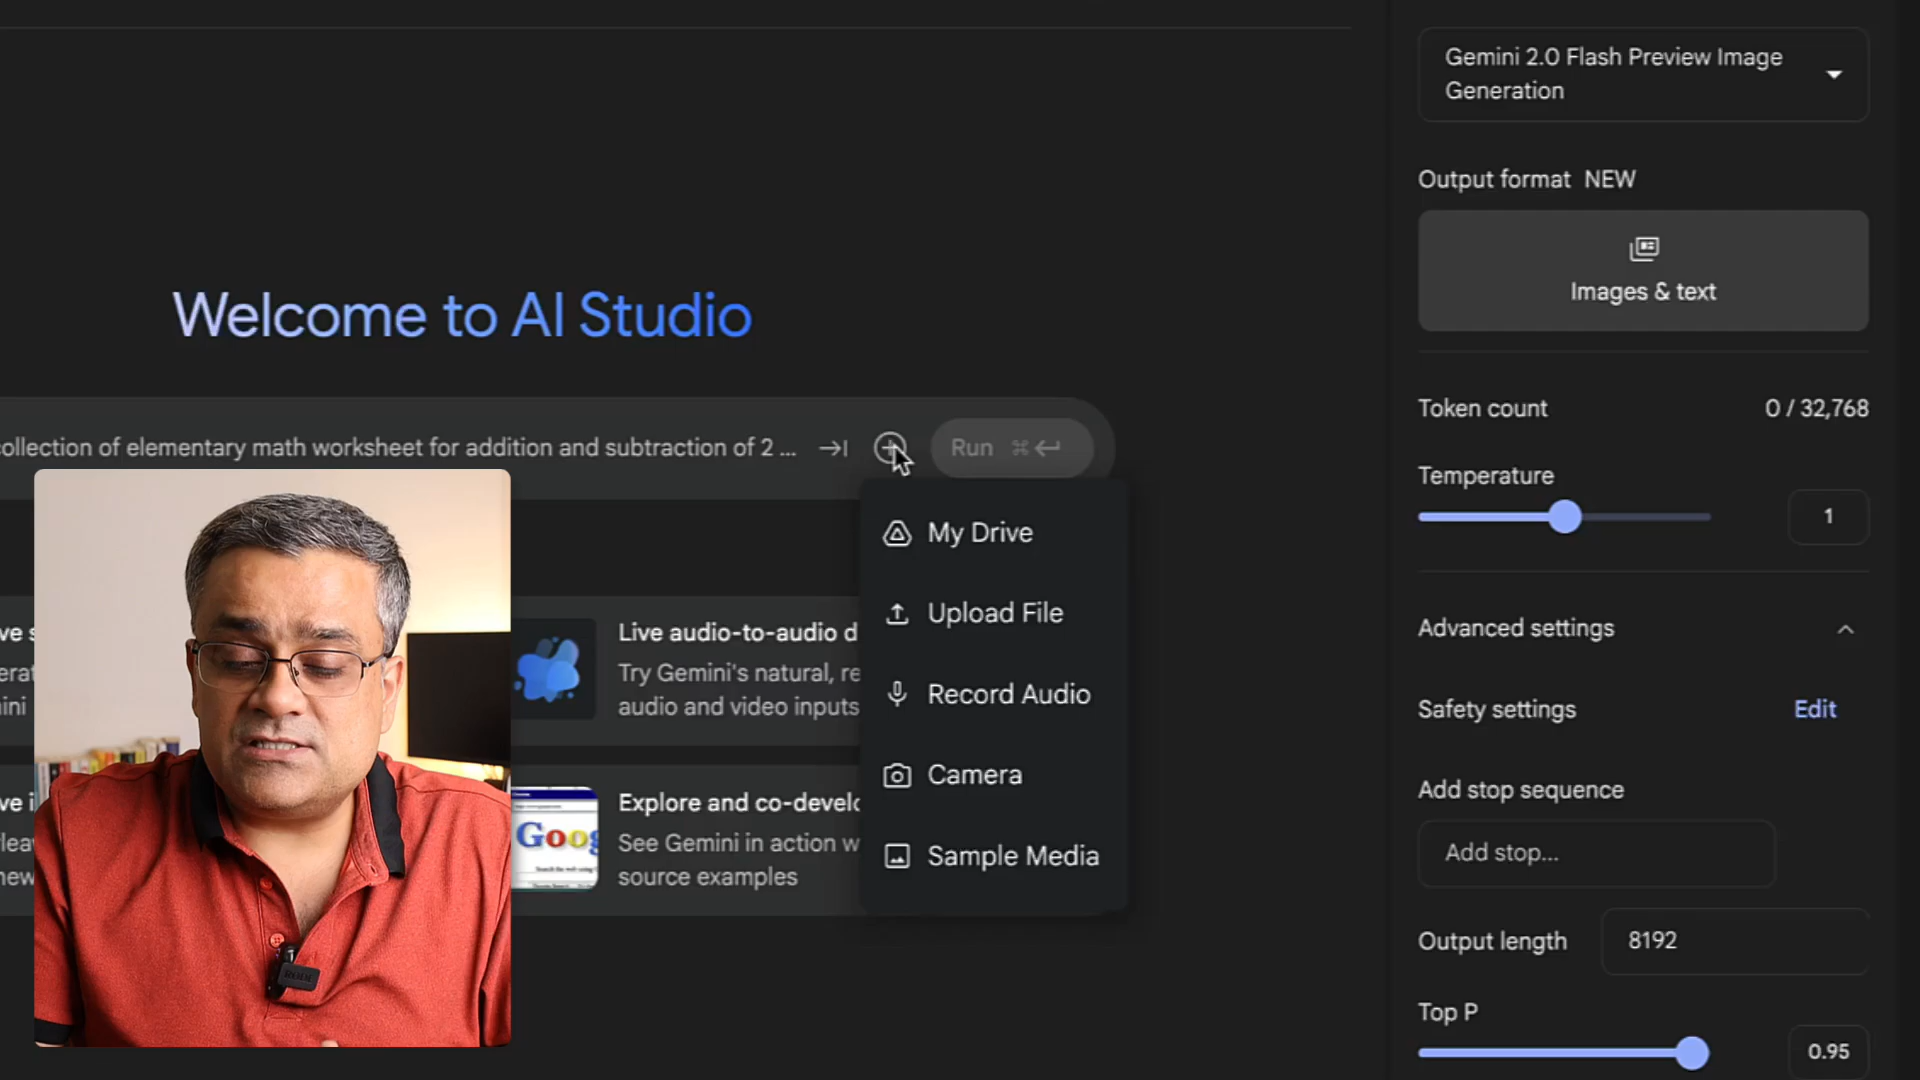 Gemini 2.0 Flash Preview Image
Generation
Output format NEW
Images & text
Welcome to AI Studio
Token count 0 / 32,768
collection of elementary math worksheet for addition and subtraction of 2 ...
Run ⌘
Temperature
1
My Drive
Upload File
Record Audio
Camera
Sample Media
Live audio-to-audio d
Try Gemini's natural, re
audio and video inputs
Explore and co-develo
See Gemini in action w
source examples
Goog
Advanced settings
Safety settings Edit
Add stop sequence
Add stop...
Output length 8192
Top P
0.95
RODE